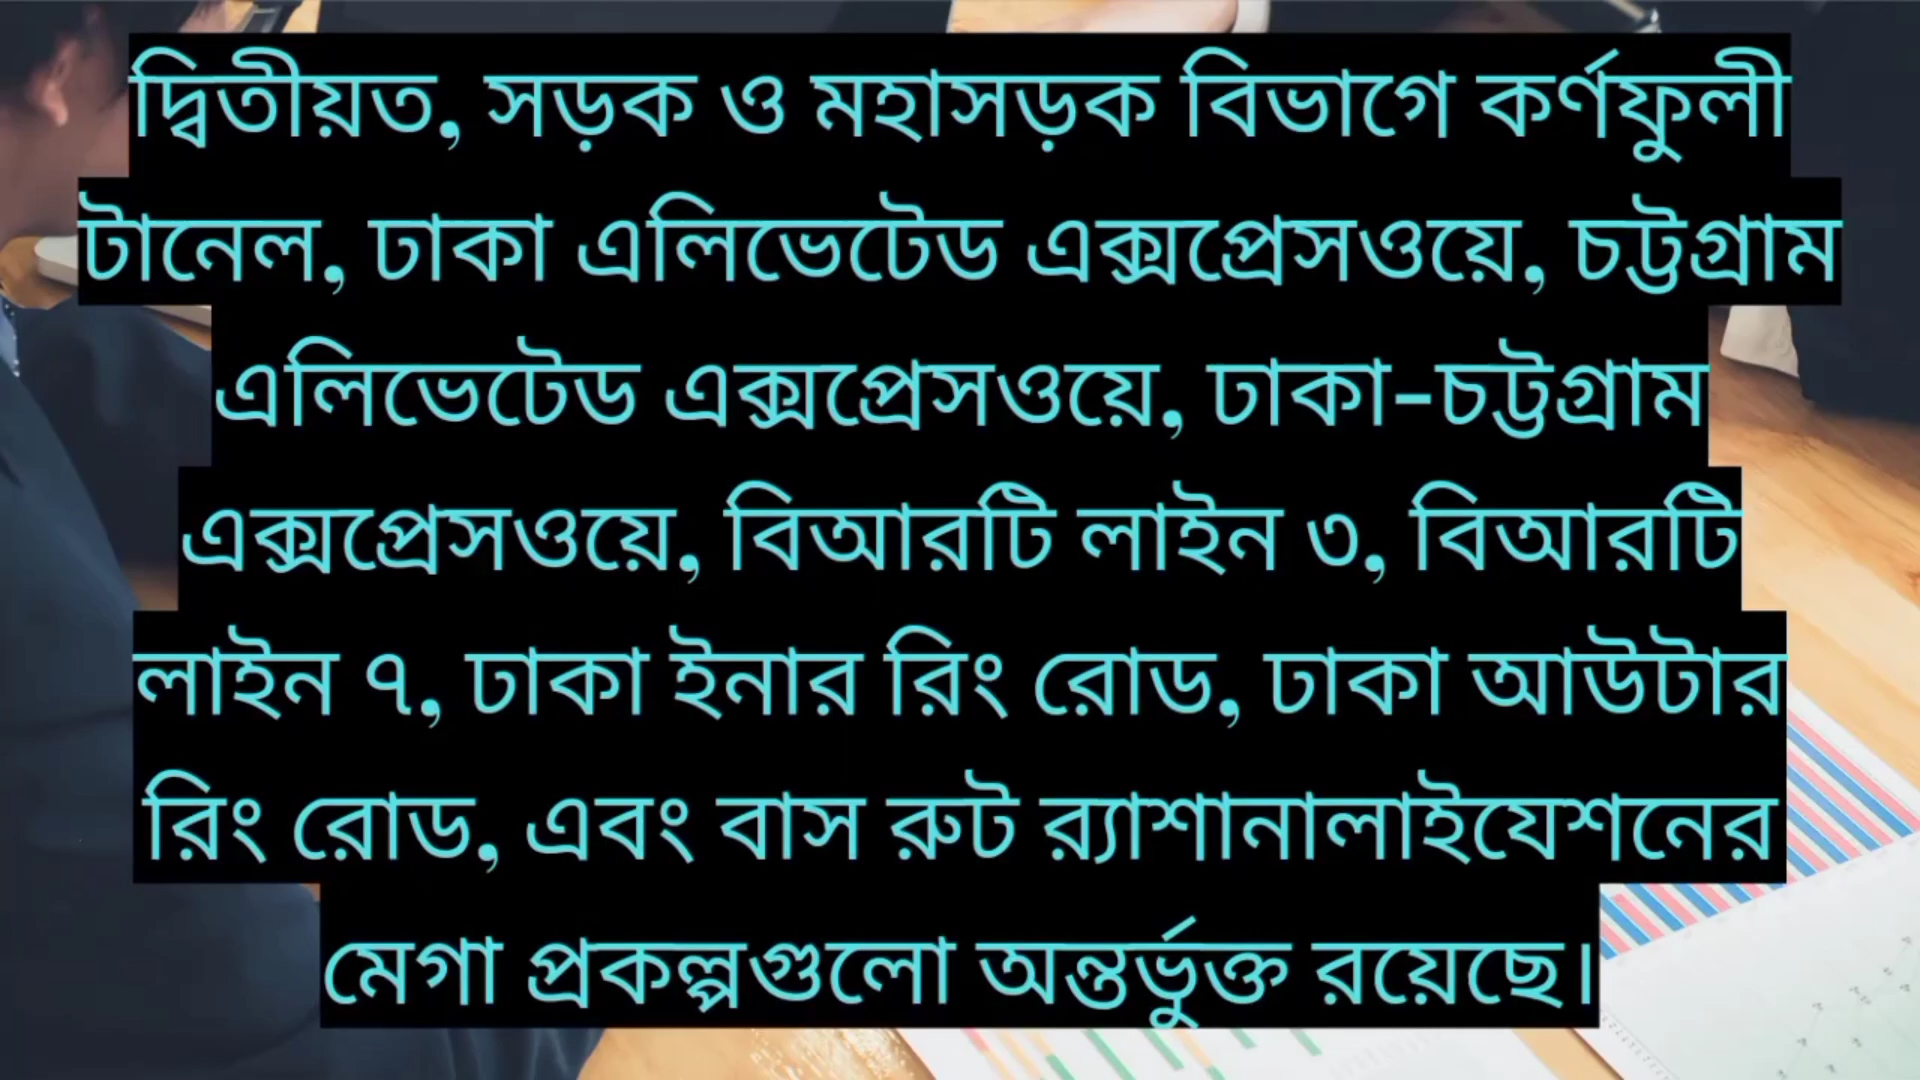 দ্বিতীয়ত, সড়ক ও মহাসড়ক বিভাগে কর্ণফুলী
টানেল, ঢাকা এলিভেটেড এক্সপ্রেসওয়ে, চট্টগ্রাম
এলিভেটেড এক্সপ্রেসওয়ে, ঢাকা-চট্টগ্রাম
এক্সপ্রেসওয়ে, বিআরটি লাইন ৩, বিআরটি
লাইন ৭, ঢাকা ইনার রিং রোড, ঢাকা আউটার
রিং রোড, এবং বাস রুট র‍্যাশানালাইযেশনের
মেগা প্রকল্পগুলো অন্তর্ভুক্ত রয়েছে।